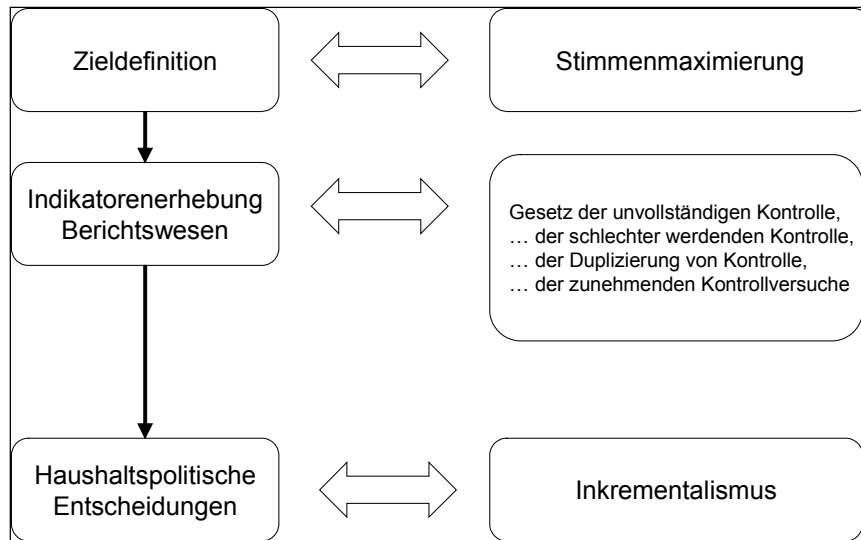 Zieldefinition
Stimmenmaximierung
Indikatorenerhebung
Berichtswesen
Gesetz der unvollständigen Kontrolle,
… der schlechter werdenden Kontrolle,
… der Duplizierung von Kontrolle,
… der zunehmenden Kontrollversuche
Haushaltspolitische
Entscheidungen
Inkrementalismus